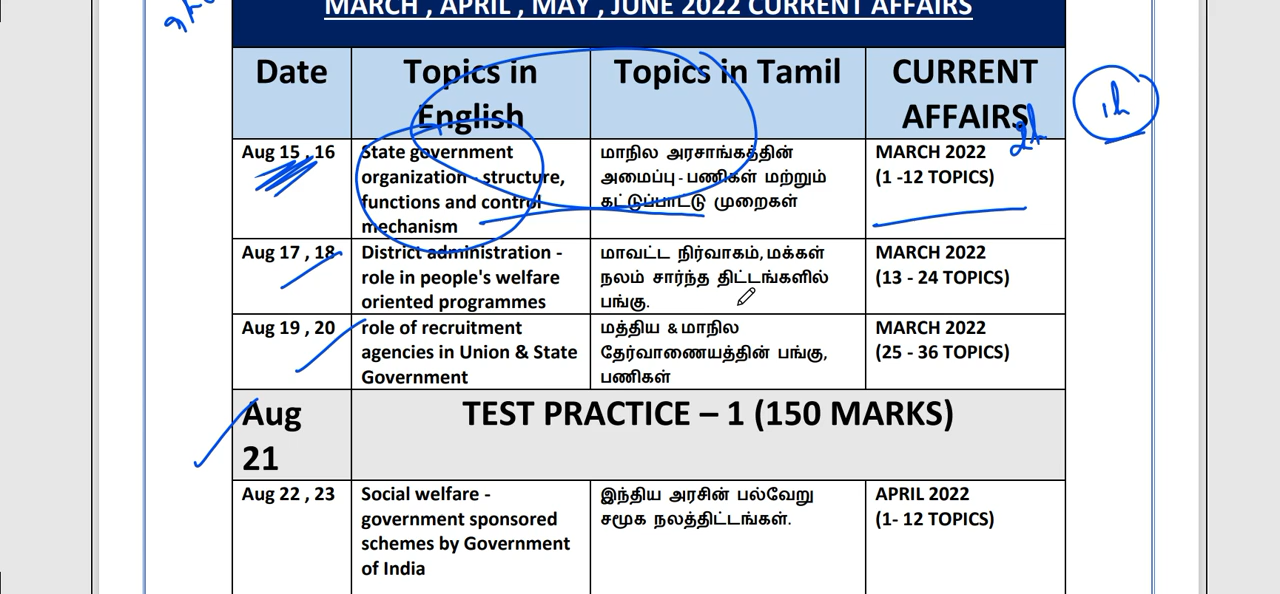 MARCH , APRIL , MAY , JUNE 2022 CURRENT AFFAIRS
Date
Topics in
English
Topics in Tamil
CURRENT
AFFAIRS
1h
2h
Aug 15 , 16
State government
organization - structure,
functions and control
mechanism
மாநில அரசாங்கத்தின்
அமைப்பு - பணிகள் மற்றும்
கட்டுப்பாட்டு முறைகள்
MARCH 2022
(1 -12 TOPICS)
Aug 17 , 18
District administration -
role in people's welfare
oriented programmes
மாவட்ட நிர்வாகம், மக்கள்
நலம் சார்ந்த திட்டங்களில்
பங்கு.
MARCH 2022
(13 - 24 TOPICS)
Aug 19 , 20
role of recruitment
agencies in Union & State
Government
மத்திய & மாநில
தேர்வாணையத்தின் பங்கு,
பணிகள்
MARCH 2022
(25 - 36 TOPICS)
Aug
21
TEST PRACTICE – 1 (150 MARKS)
Aug 22 , 23
Social welfare -
government sponsored
schemes by Government
of India
இந்திய அரசின் பல்வேறு
சமூக நலத்திட்டங்கள்.
APRIL 2022
(1- 12 TOPICS)